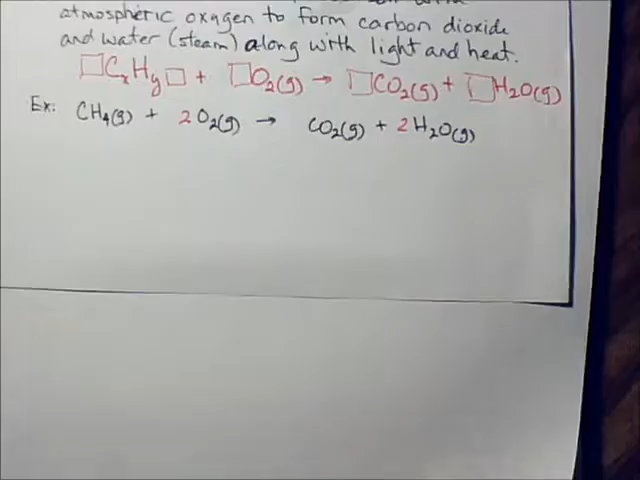 atmospheric oxygen to form carbon dioxide
and water (steam) along with light and heat.
□CₓHᵧ□ + □O₂(g) → □CO₂(g) + □H₂O(g)
Ex: CH₄(g) + 2O₂(g) → CO₂(g) + 2H₂O(g)